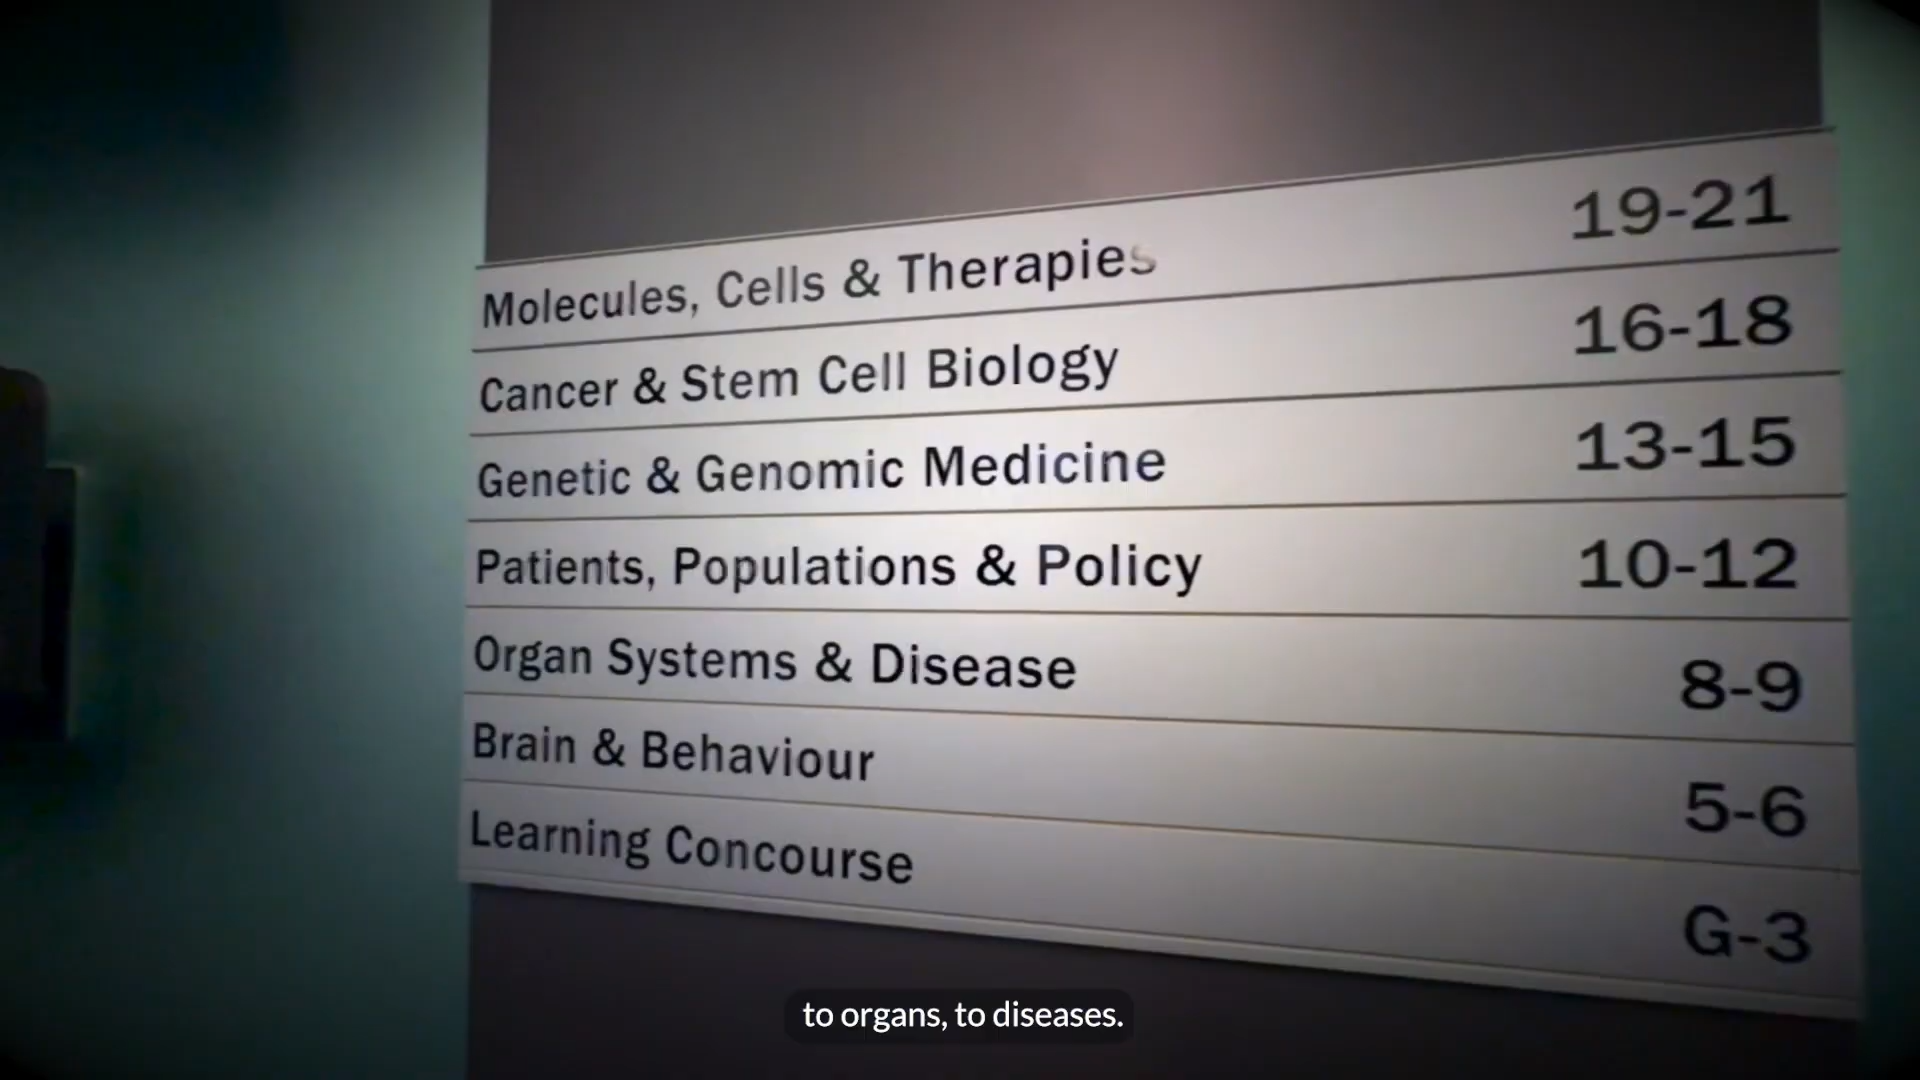 Molecules, Cells & Therapies 19-21
Cancer & Stem Cell Biology 16-18
Genetic & Genomic Medicine 13-15
Patients, Populations & Policy 10-12
Organ Systems & Disease 8-9
Brain & Behaviour 5-6
Learning Concourse G-3
to organs, to diseases.